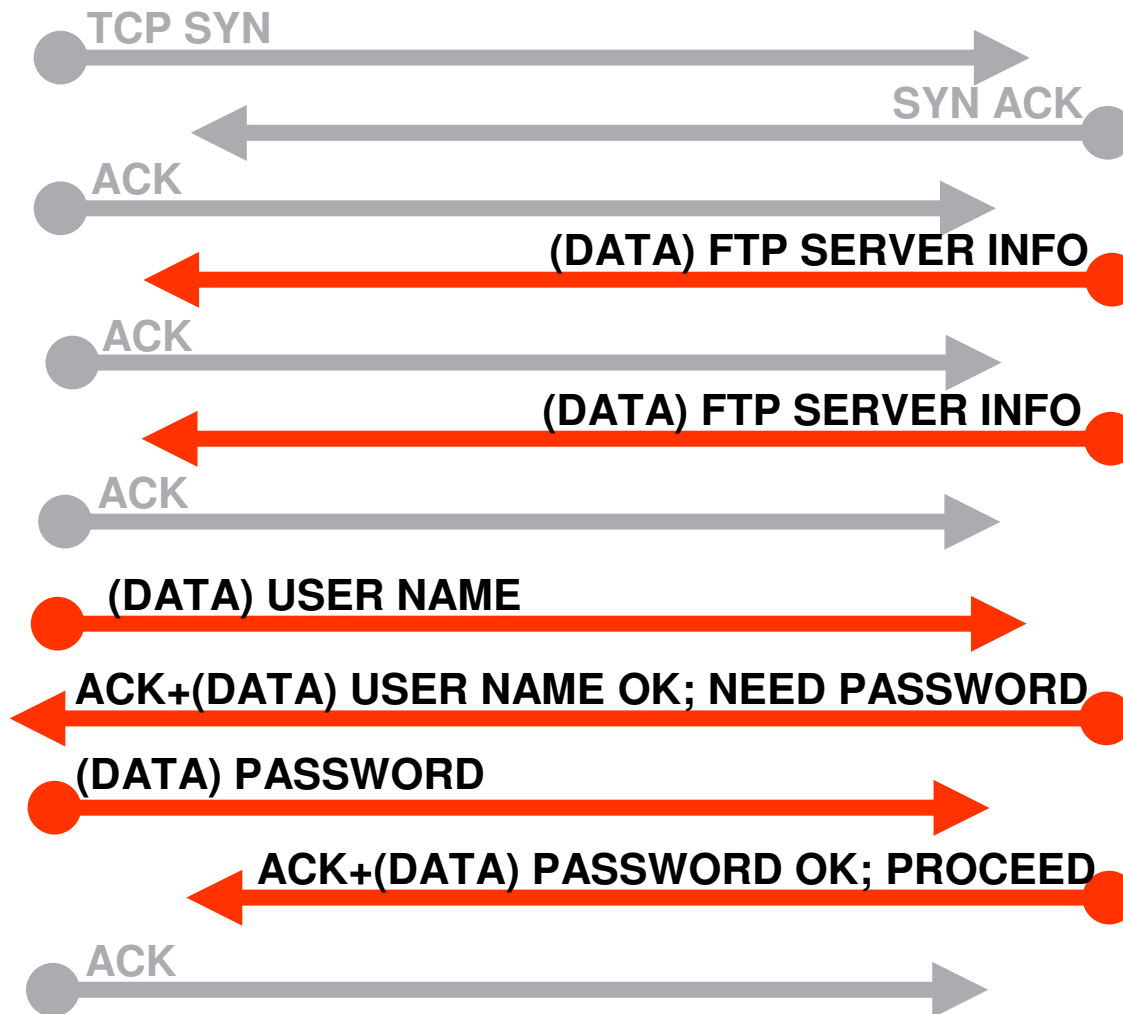 TCP SYN
SYN ACK
ACK
(DATA) FTP SERVER INFO
ACK
(DATA) FTP SERVER INFO
ACK
(DATA) USER NAME
ACK+(DATA) USER NAME OK; NEED PASSWORD
(DATA) PASSWORD
ACK+(DATA) PASSWORD OK; PROCEED
ACK